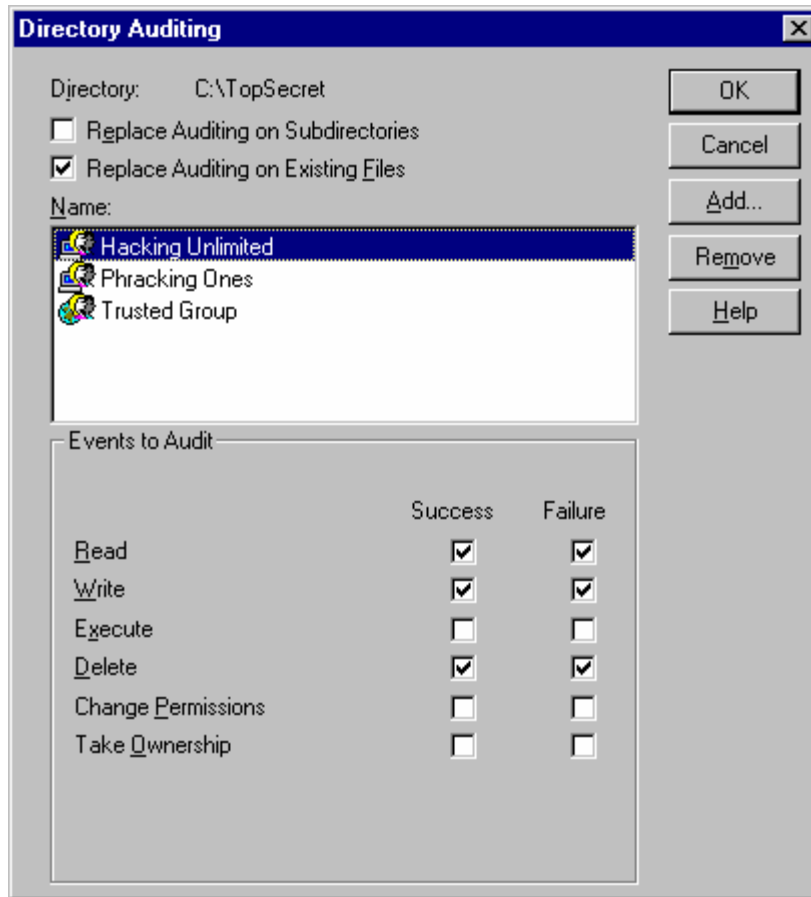 Directory Auditing
Directory: C:\TopSecret
Replace Auditing on Subdirectories
Replace Auditing on Existing Files
Name:
Hacking Unlimited
Phracking Ones
Trusted Group
OK
Cancel
Add...
Remove
Help
Events to Audit
Success Failure
Read
Write
Execute
Delete
Change Permissions
Take Ownership